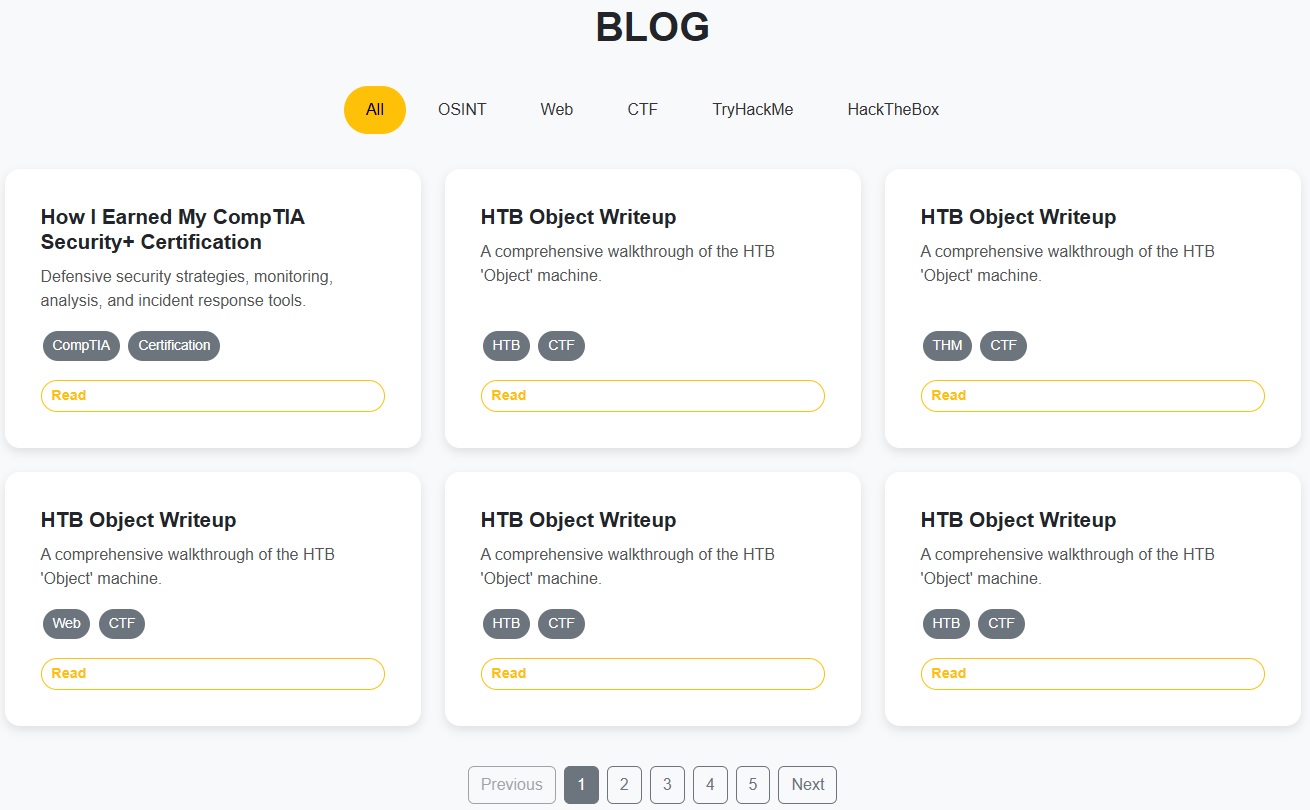 BLOG
All OSINT Web CTF TryHackMe HackTheBox
How I Earned My CompTIA
Security+ Certification
Defensive security strategies, monitoring,
analysis, and incident response tools.
CompTIA Certification
Read
HTB Object Writeup
A comprehensive walkthrough of the HTB
'Object' machine.
HTB CTF
Read
HTB Object Writeup
A comprehensive walkthrough of the HTB
'Object' machine.
THM CTF
Read
HTB Object Writeup
A comprehensive walkthrough of the HTB
'Object' machine.
Web CTF
Read
HTB Object Writeup
A comprehensive walkthrough of the HTB
'Object' machine.
HTB CTF
Read
HTB Object Writeup
A comprehensive walkthrough of the HTB
'Object' machine.
HTB CTF
Read
Previous 1 2 3 4 5 Next